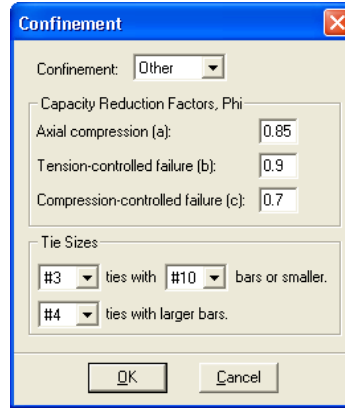 Confinement
Confinement: Other
Capacity Reduction Factors, Phi
Axial compression (a): 0.85
Tension-controlled failure (b): 0.9
Compression-controlled failure (c): 0.7
Tie Sizes
#3 ties with #10 bars or smaller.
#4 ties with larger bars.
OK Cancel